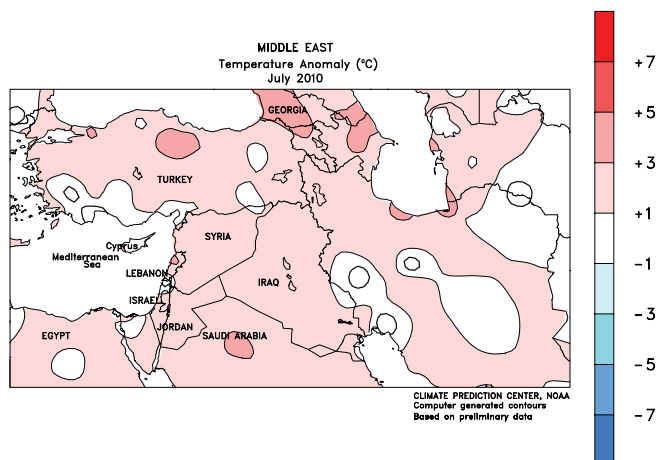 MIDDLE EAST
Temperature Anomaly (°C)
July 2010
GEORGIA
TURKEY
SYRIA
Cyprus
Mediterranean
Sea
LEBANON
IRAQ
ISRAEL
JORDAN
EGYPT
SAUDI ARABIA
+7
+5
+3
+1
-1
-3
-5
-7
CLIMATE PREDICTION CENTER, NOAA
Computer generated contours
Based on preliminary data